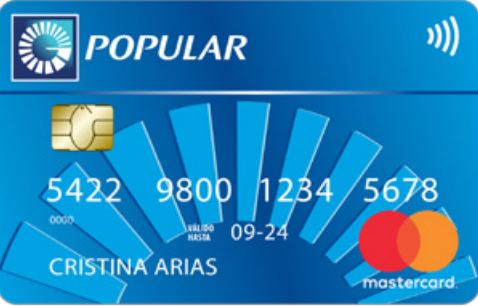 POPULAR
5422 9800 1234 5678
0000
VÁLIDO HASTA 09-24
CRISTINA ARIAS
mastercard